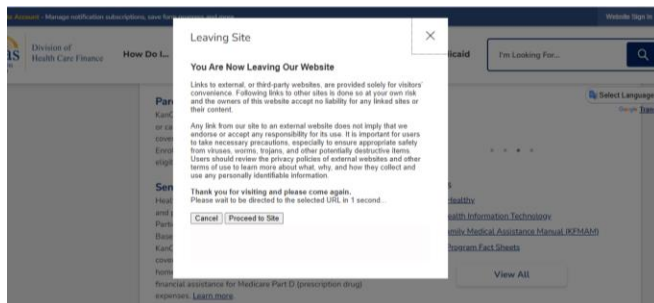 Account - Manage notification subscriptions, save form progress and more.
Website Sign In
Division of
Health Care Finance
How Do I...
I'm Looking For...
Select Language
Leaving Site
You Are Now Leaving Our Website
Links to external, or third-party websites, are provided solely for visitors'
convenience. Following links to other sites is done so at your own risk
and the owners of this website accept no liability for any linked sites or
their content.
Any link from our site to an external website does not imply that we
endorse or accept any responsibility for its use. It is important for users
to take necessary precautions, especially to ensure appropriate safety
from viruses, worms, trojans, and other potentially destructive items.
Users should review the privacy policies of external websites and other
terms of use to learn more about what, why, and how they collect and
use any personally identifiable information.
Thank you for visiting and please come again.
Please wait to be directed to the selected URL in 1 second...
Cancel
Proceed to Site
Healthy
Health Information Technology
Family Medical Assistance Manual (KFMAM)
Program Fact Sheets
View All
financial assistance for Medicare Part D (prescription drug)
expenses. Learn more.